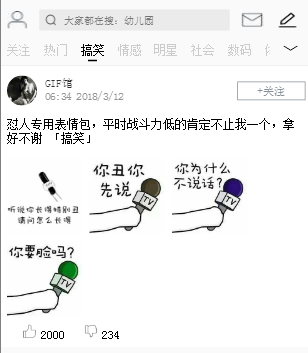 大家都在搜：幼儿园
关注 热门 搞笑 情感 明星 社会 数码
GIF馆
06:34 2018/3/12
+关注
怼人专用表情包，平时战斗力低的肯定不止我一个，拿
好不谢 「搞笑」
听说你长得特别丑
请问怎么长得
你丑你
先说
TV
你为什么
不说话?
TV
你要脸吗?
TV
2000
234